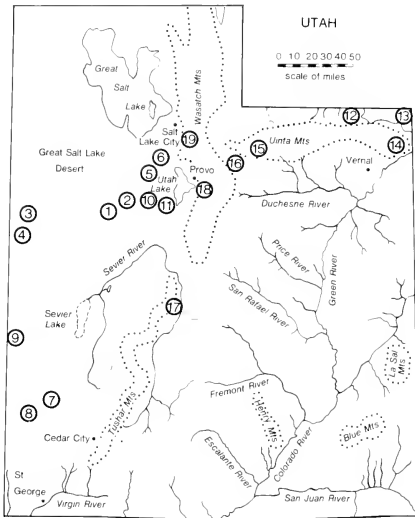 UTAH
0 10 20 30 40 50
scale of miles
Great
Salt
Lake
Wasatch Mts
Salt
Lake City
19
12
13
Uinta Mts
14
15
16
Vernal
Great Salt Lake
Desert
6
5
Provo
Utah
Lake
18
Duchesne River
1
2
10
11
3
4
Sevier River
Price River
Green River
San Rafael River
Sevier
Lake
17
9
La Sal
Mts
7
8
Tushar Mts
Fremont River
Henry Mts
Colorado River
Blue Mts
Cedar City
Escalante
River
St
George
Virgin River
San Juan River